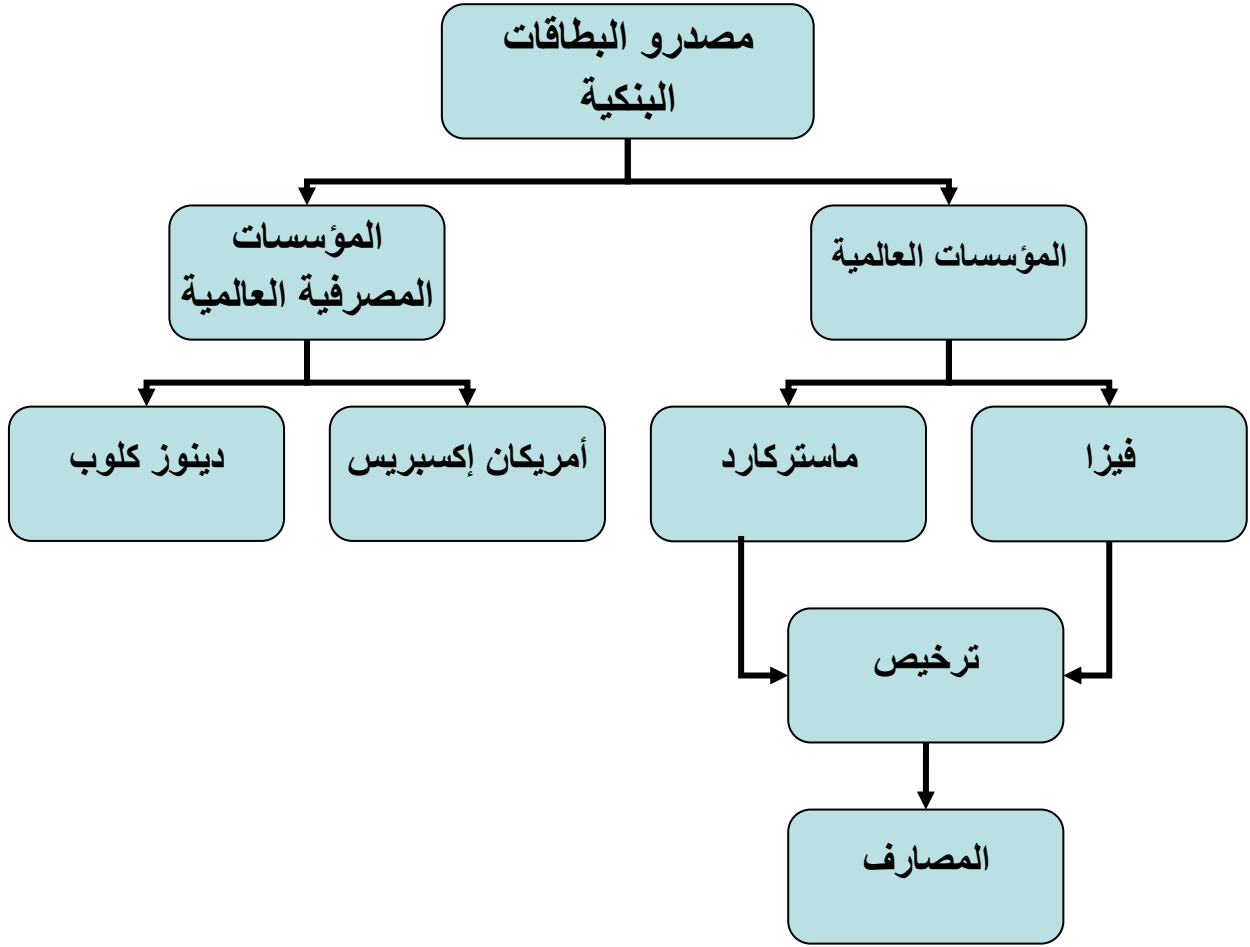 مصدرو البطاقات
البنكية
المؤسسات العالمية
المؤسسات
المصرفية العالمية
فيزا
ماستركارد
أمريكان إكسبريس
دينوز كلوب
ترخيص
المصارف